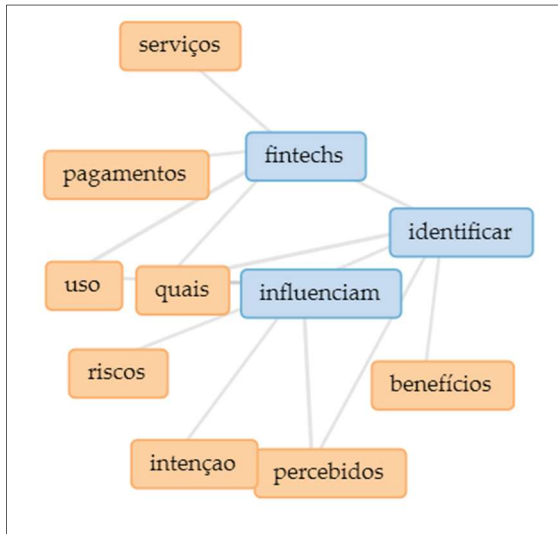 serviços
fintechs
pagamentos
identificar
uso
quais
influenciam
riscos
benefícios
intençao
percebidos